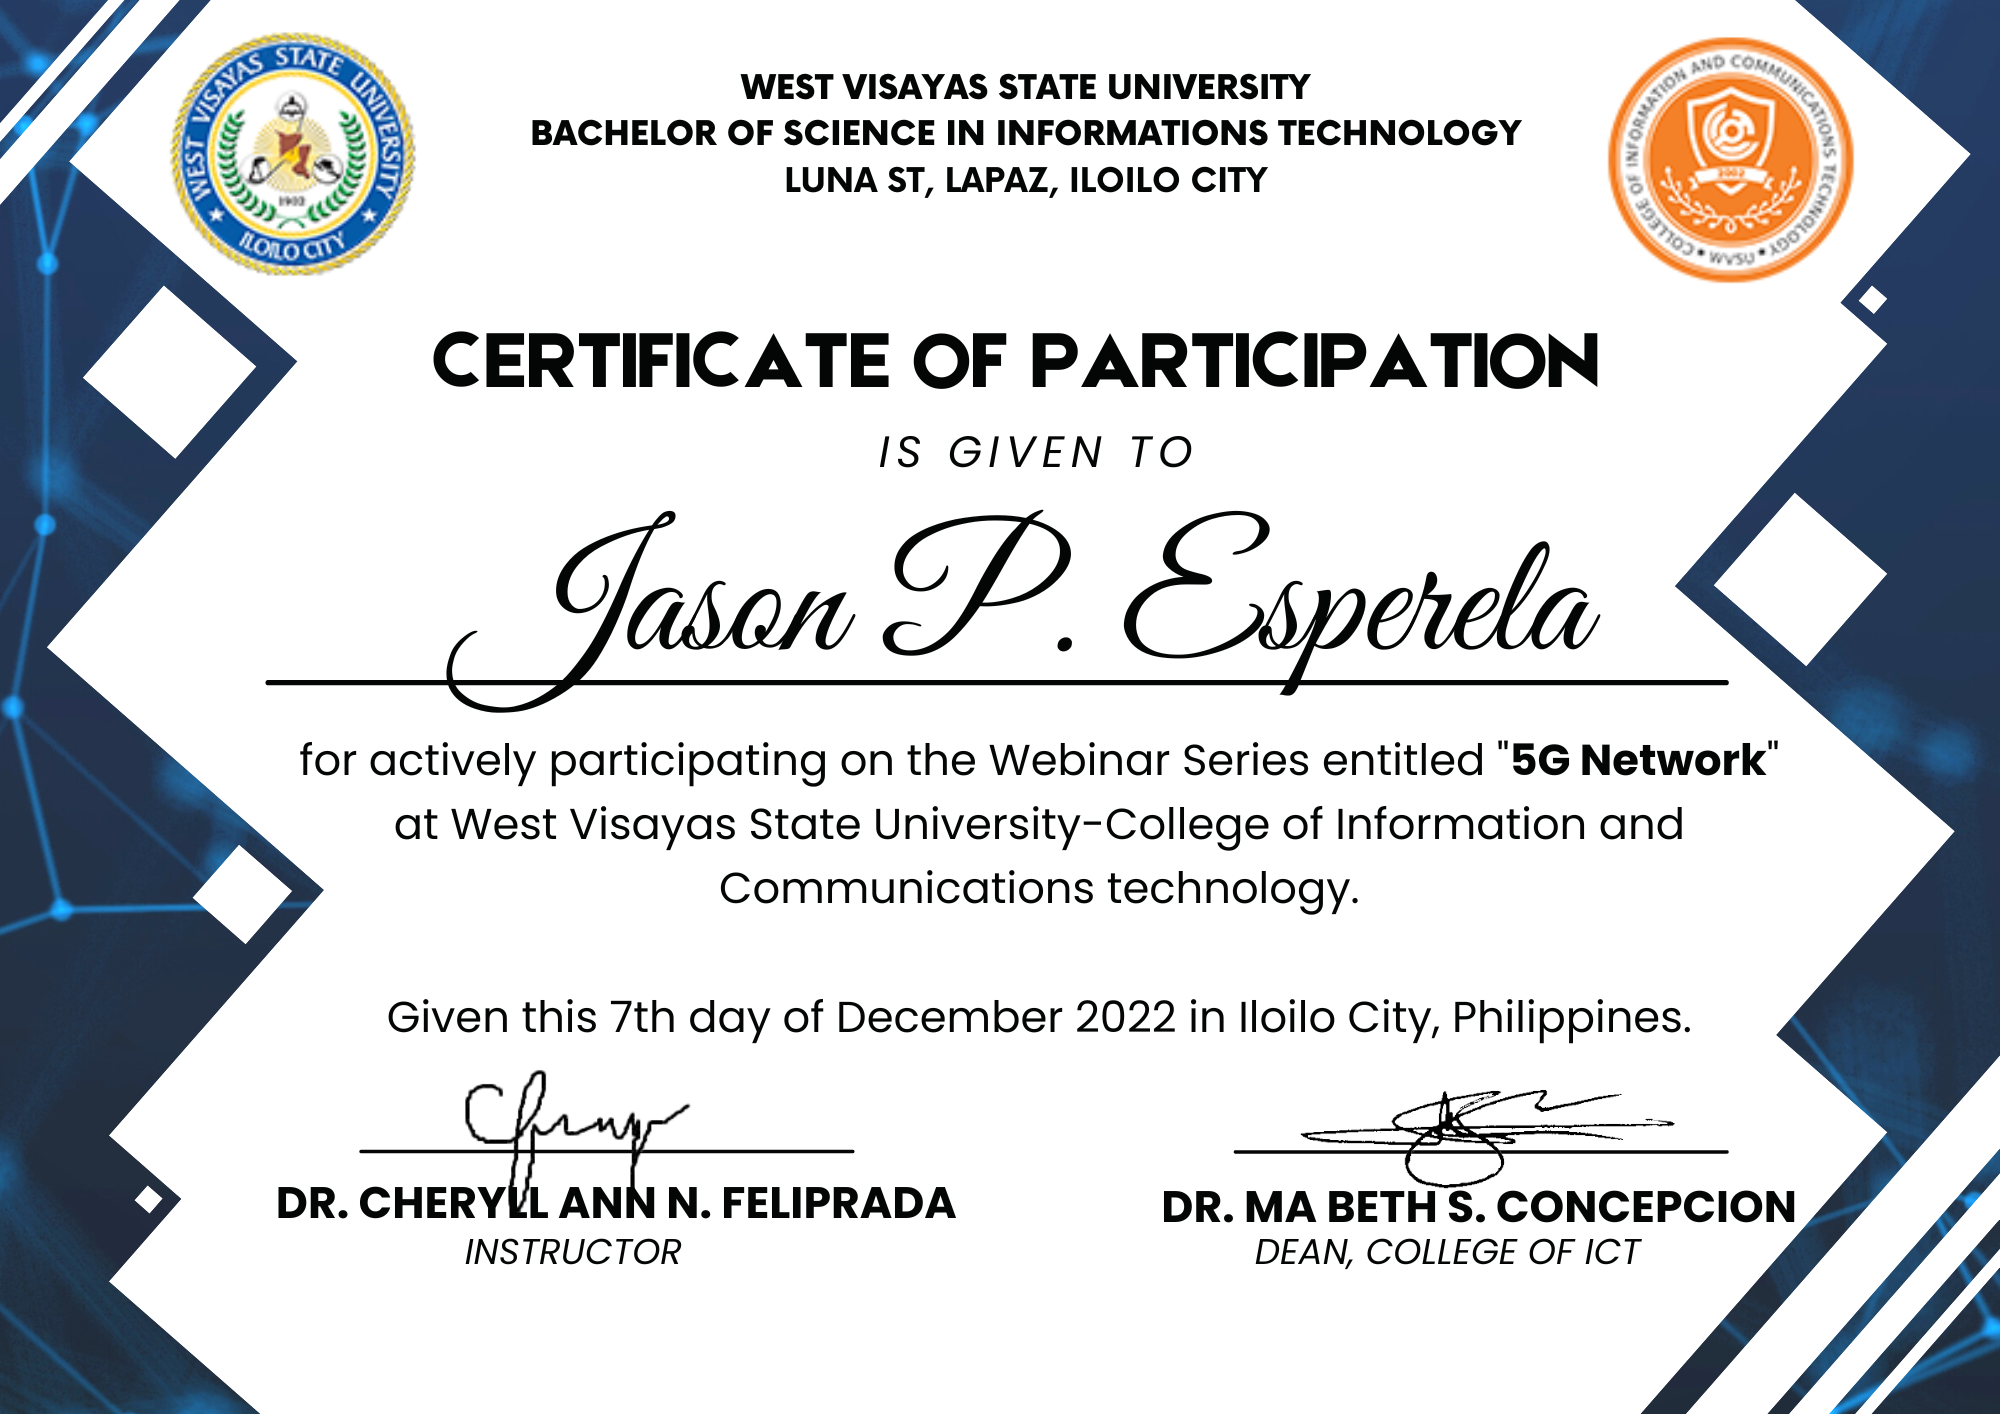 WEST VISAYAS STATE UNIVERSITY
ILOILO CITY
1902
WEST VISAYAS STATE UNIVERSITY
BACHELOR OF SCIENCE IN INFORMATIONS TECHNOLOGY
LUNA ST, LAPAZ, ILOILO CITY
COLLEGE OF INFORMATION AND COMMUNICATIONS TECHNOLOGY
WVSU
2002
CERTIFICATE OF PARTICIPATION
IS GIVEN TO
Jason P. Esperela
for actively participating on the Webinar Series entitled "5G Network"
at West Visayas State University-College of Information and
Communications technology.
Given this 7th day of December 2022 in Iloilo City, Philippines.
DR. CHERYLL ANN N. FELIPRADA
INSTRUCTOR
DR. MA BETH S. CONCEPCION
DEAN, COLLEGE OF ICT